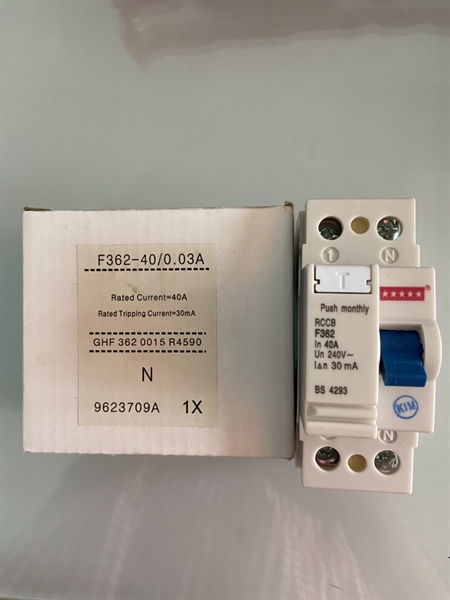 F362-40/0.03A
Rated Current=40A
Rated Tripping Current=30mA
GHF 362 0015 R4590
N
9623709A 1X
1 N
T
Push monthly
RCCB
F362
In 40A
Un 240V~
I∆n 30 mA
BS 4293
KIM
N